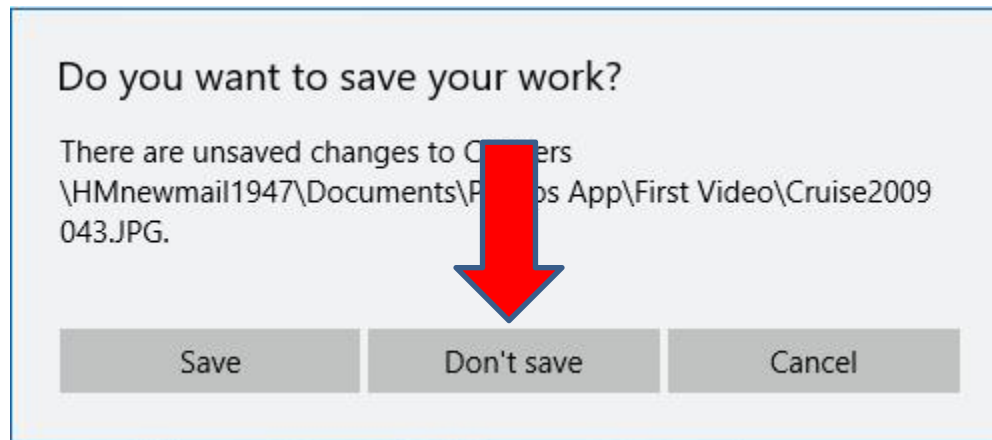 Do you want to save your work?
There are unsaved changes to
\HMnewmail1947\Documents\ App\First Video\Cruise2009
043.JPG.
Save
Don't save
Cancel